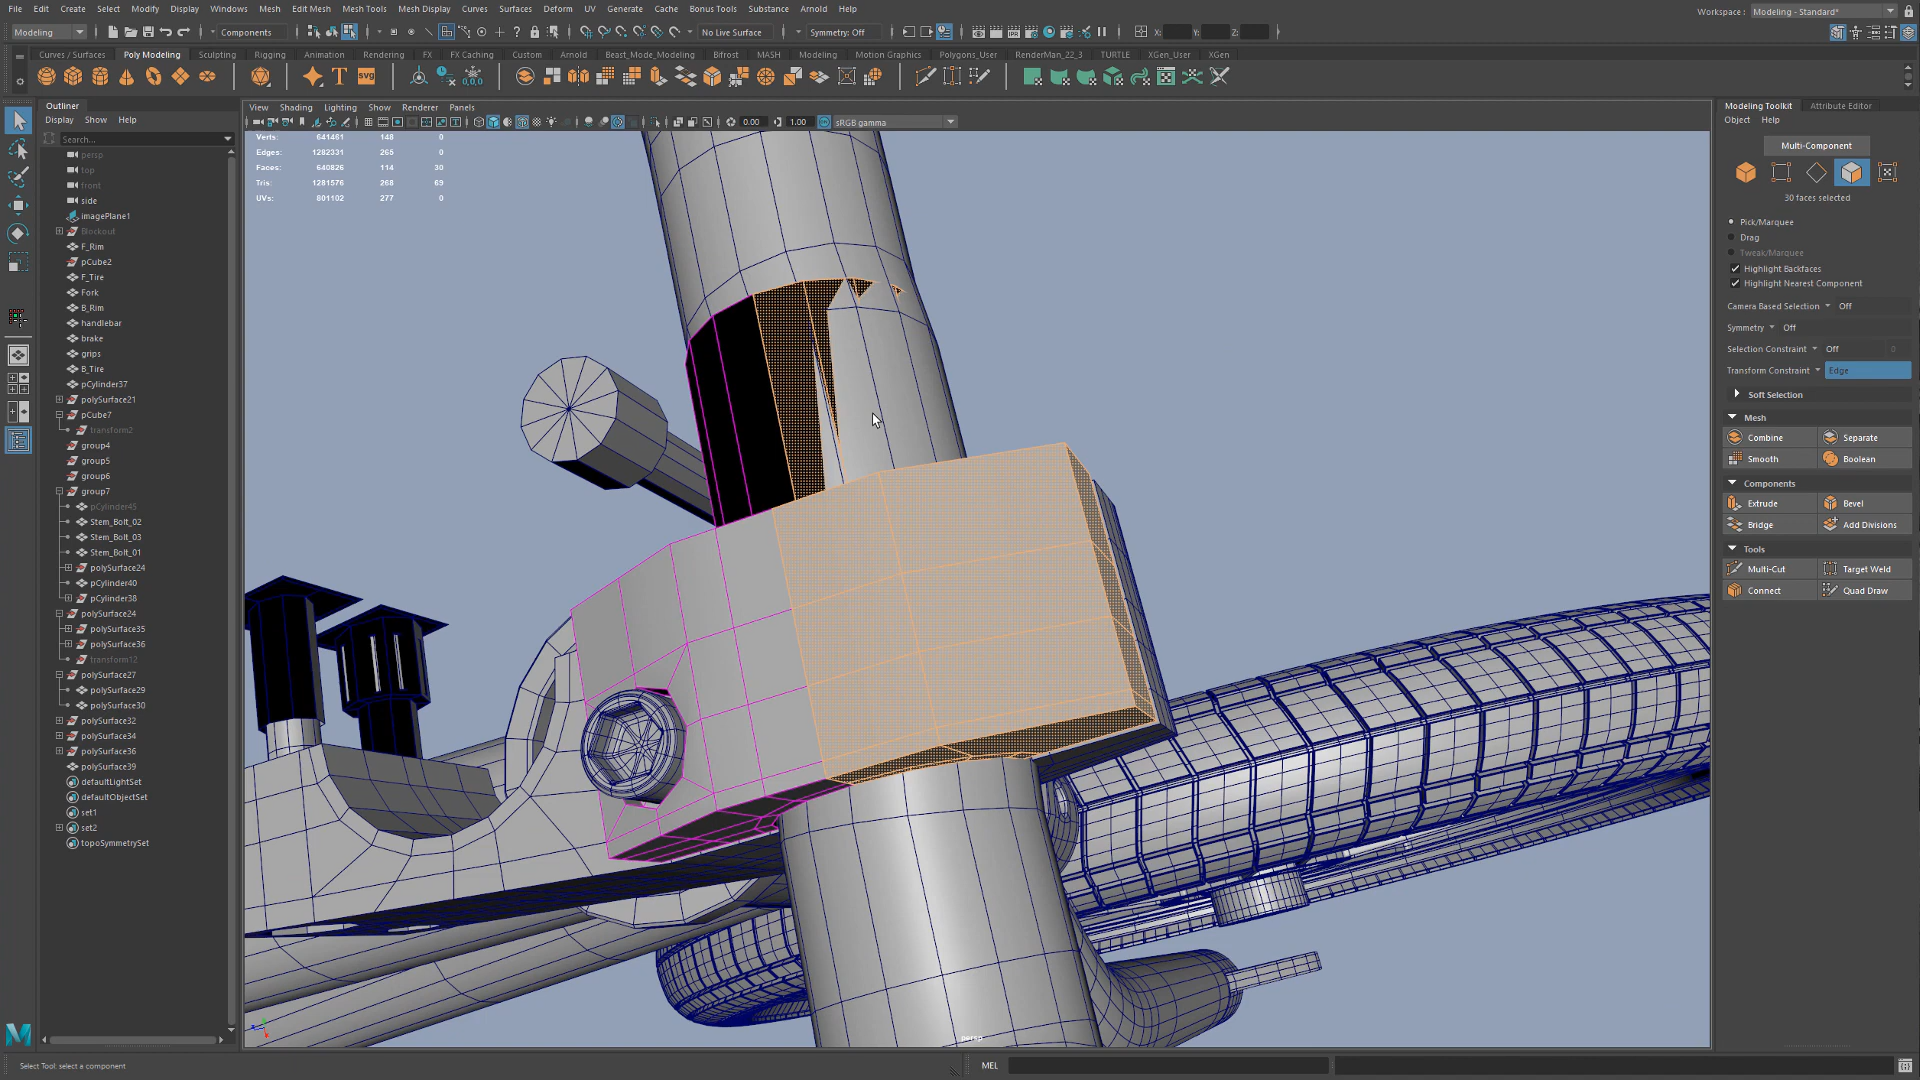 File Edit Create Select Modify Display Windows Mesh Edit Mesh Mesh Tools Mesh Display Curves Surfaces Deform UV Generate Cache Bonus Tools Substance Arnold Help
Workspace : Modeling - Standard*
Modeling Components No Live Surface Symmetry: Off X: Y: Z:
Curves / Surfaces Poly Modeling Sculpting Rigging Animation Rendering FX FX Caching Custom Arnold Beast_Mode_Modeling Bifrost MASH Modeling Motion Graphics Polygons_User RenderMan_22_3 TURTLE XGen_User XGen
T SVG 0,0,0
Outliner
Display Show Help
Search...
persp
top
front
side
imagePlane1
Blockout
F_Rim
pCube2
F_Tire
Fork
B_Rim
handlebar
brake
grips
B_Tire
pCylinder37
polySurface21
pCube7
transform2
group4
group5
group6
group7
pCylinder45
Stem_Bolt_02
Stem_Bolt_03
Stem_Bolt_01
polySurface24
pCylinder40
pCylinder38
polySurface24
polySurface35
polySurface36
transform12
polySurface27
polySurface29
polySurface30
polySurface32
polySurface34
polySurface36
polySurface39
defaultLightSet
defaultObjectSet
set1
set2
topoSymmetrySet
View Shading Lighting Show Renderer Panels
0.00 1.00 sRGB gamma
Verts: 641461 148 0
Edges: 1282331 265 0
Faces: 640826 114 30
Tris: 1281576 268 69
UVs: 801102 277 0
persp
Modeling Toolkit Attribute Editor
Object Help
Multi-Component
30 faces selected
Pick/Marquee
Drag
Tweak/Marquee
Highlight Backfaces
Highlight Nearest Component
Camera Based Selection Off
Symmetry Off
Selection Constraint Off 0
Transform Constraint Edge
Soft Selection
Mesh
Combine Separate
Smooth Boolean
Components
Extrude Bevel
Bridge Add Divisions
Tools
Multi-Cut Target Weld
Connect Quad Draw
Select Tool: select a component
MEL